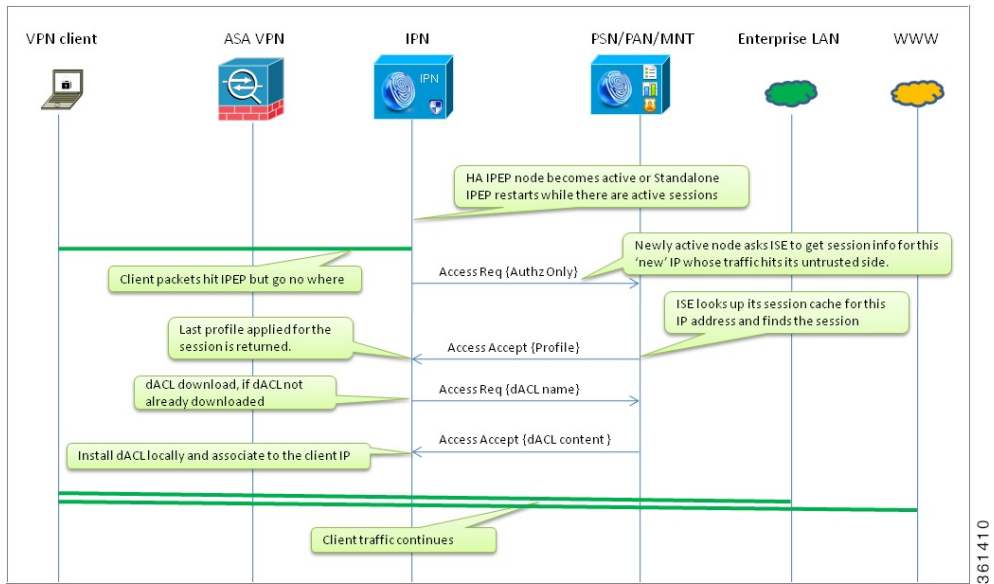 VPN client
ASA VPN
IPN
PSN/PAN/MNT
Enterprise LAN
WWW
IPN
HA IPEP node becomes active or Standalone
IPEP restarts while there are active sessions
Newly active node asks ISE to get session info for this
‘new’ IP whose traffic hits its untrusted side.
Client packets hit IPEP but go no where
Access Req {Authz Only}
ISE looks up its session cache for this
IP address and finds the session
Last profile applied for the
session is returned.
Access Accept {Profile}
dACL download, if dACL not
already downloaded
Access Req {dACL name}
Access Accept {dACL content }
Install dACL locally and associate to the client IP
Client traffic continues
361410